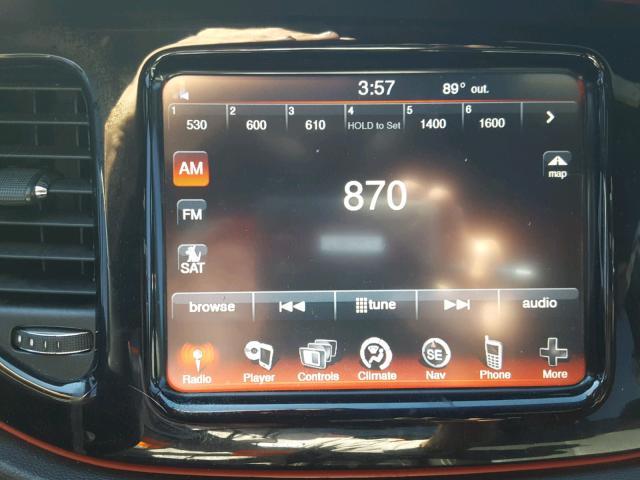 3:57 89° out.
1 2 3 4 5 6
530 600 610 HOLD to Set 1400 1600
AM
870
map
FM
SAT
browse tune audio
SE
Radio Player Controls Climate Nav Phone More